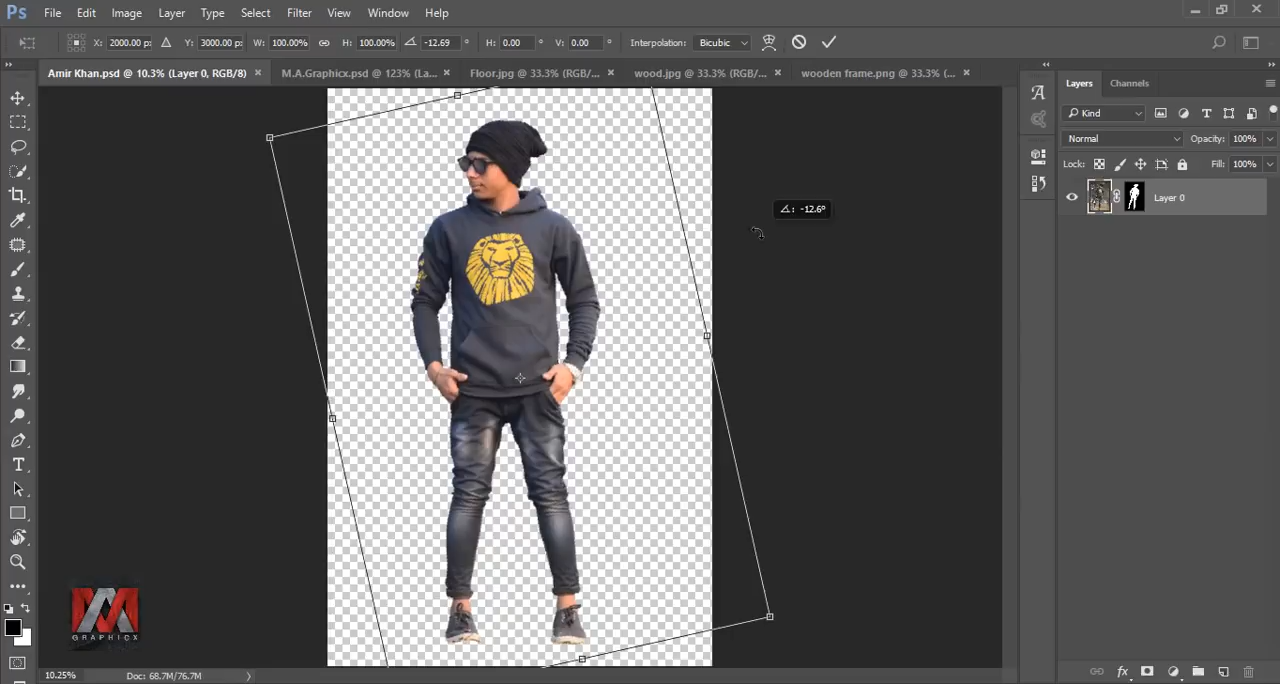 Ps File Edit Image Layer Type Select Filter View Window Help
X: 2000.00 px Y: 3000.00 px W: 100.00% H: 100.00% -12.69 ° H: 0.00 ° V: 0.00 ° Interpolation: Bicubic
Amir Khan.psd @ 10.3% (Layer 0, RGB/8) × M.A.Graphicx.psd @ 123% (La... × Floor.jpg @ 33.3% (RGB/... × wood.jpg @ 33.3% (RGB/... × wooden frame.png @ 33.3% (... ×
Layers Channels
Kind
Normal Opacity: 100%
Lock: Fill: 100%
Layer 0
: -12.6°
GRAPHICX
10.25% Doc: 68.7M/76.7M